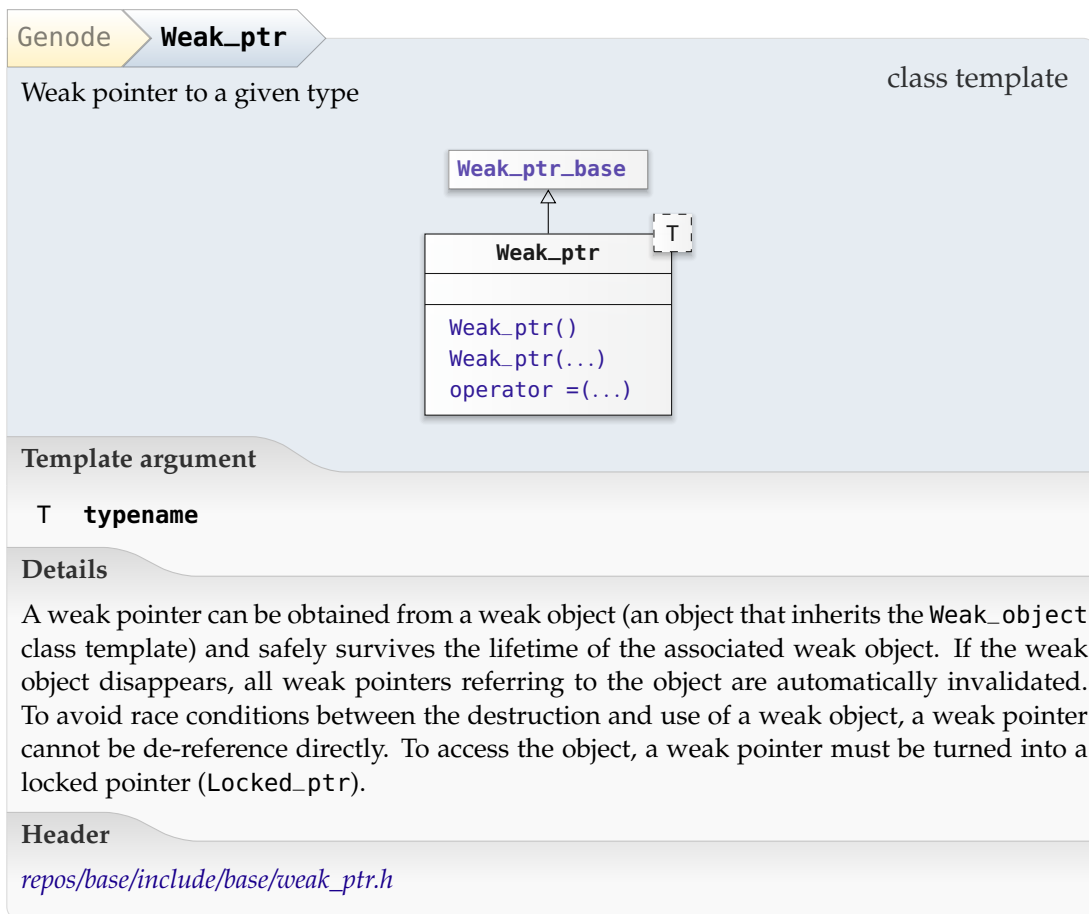 Genode Weak_ptr
class template
Weak pointer to a given type
Weak_ptr_base
T
Weak_ptr
Weak_ptr()
Weak_ptr(...)
operator =(...)
Template argument
T typename
Details
A weak pointer can be obtained from a weak object (an object that inherits the Weak_object
class template) and safely survives the lifetime of the associated weak object. If the weak
object disappears, all weak pointers referring to the object are automatically invalidated.
To avoid race conditions between the destruction and use of a weak object, a weak pointer
cannot be de-reference directly. To access the object, a weak pointer must be turned into a
locked pointer (Locked_ptr).
Header
repos/base/include/base/weak_ptr.h